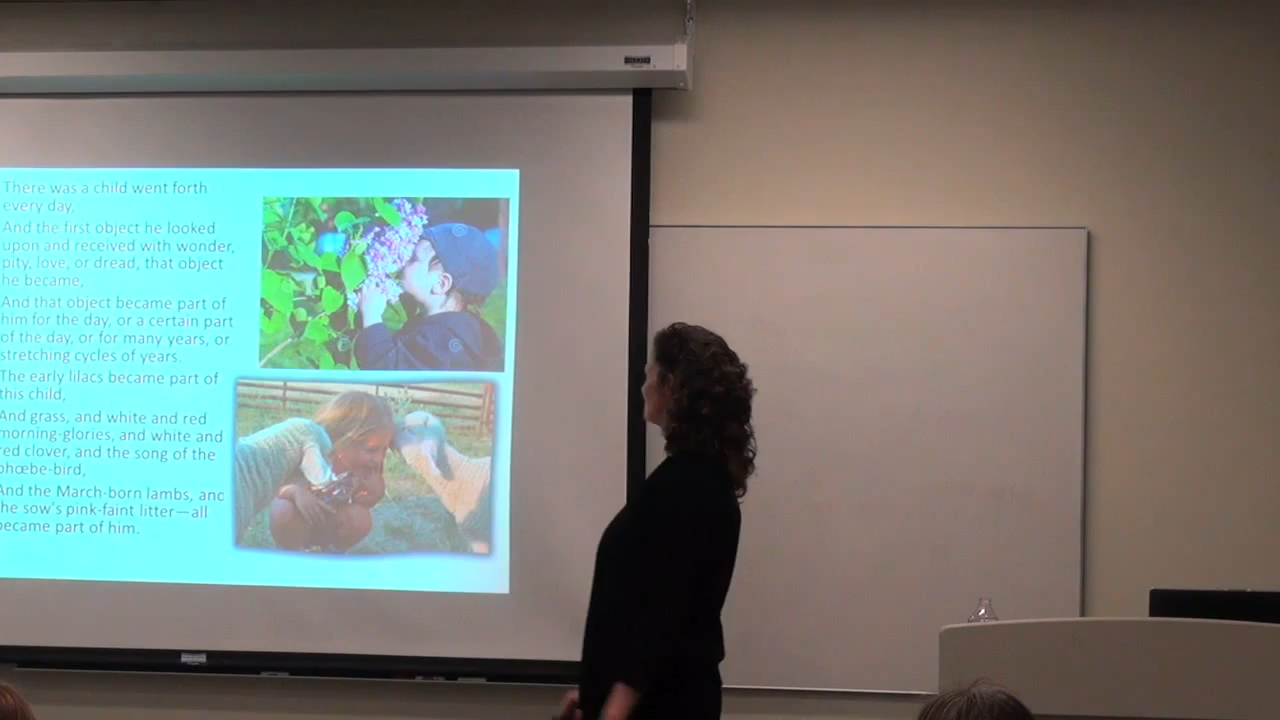 There was a child went forth
every day,
And the first object he looked
upon and received with wonder,
pity, love, or dread, that object
he became,
And that object became part of
him for the day, or a certain part
of the day, or for many years, or
stretching cycles of years.
The early lilacs became part of
this child,
And grass, and white and red
morning-glories, and white and
red clover, and the song of the
phœbe-bird,
And the March-born lambs, and
the sow's pink-faint litter—all
became part of him.